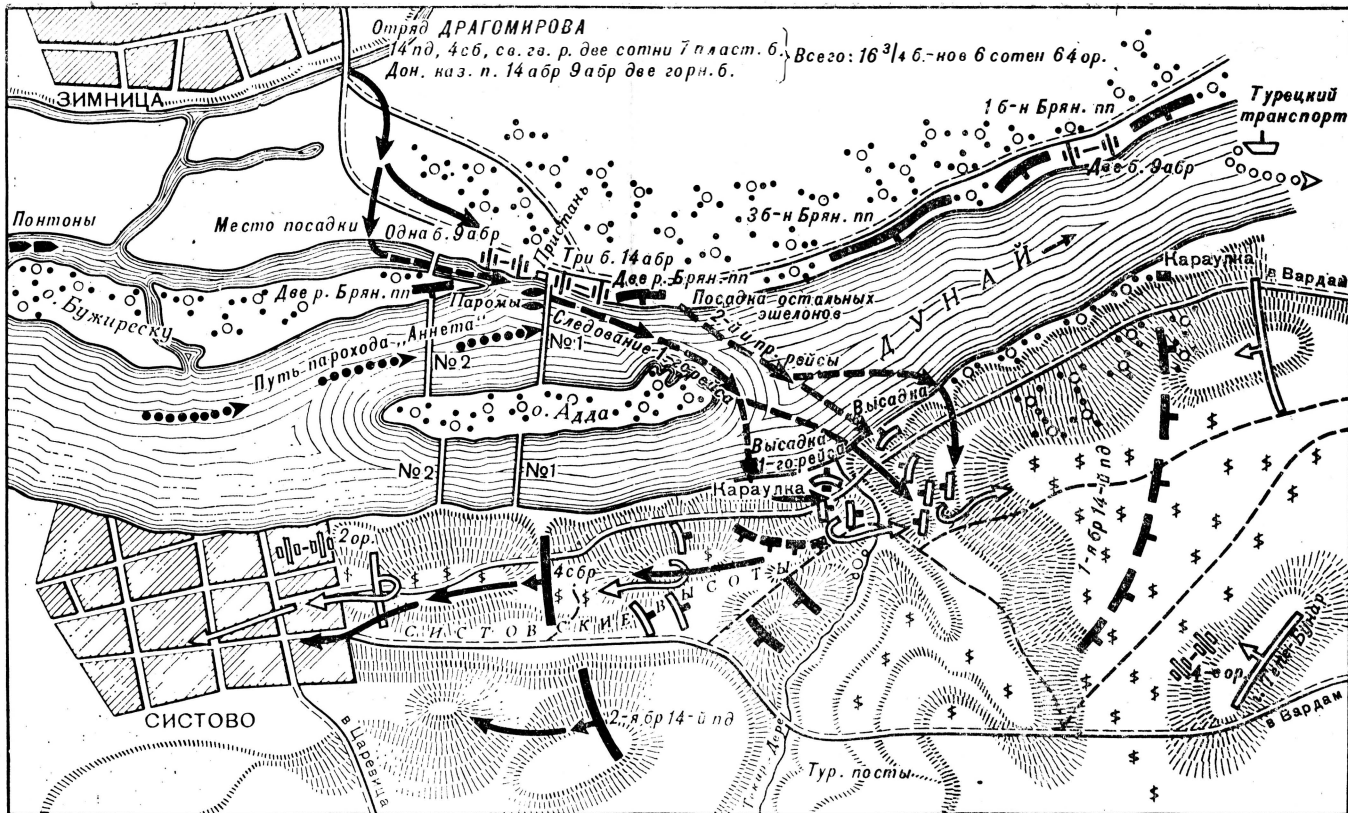 Отряд ДРАГОМИРОВА
14 пд, 4 сб, св. гв. р. две сотни 7 пласт. б.
Дон. каз. п. 14 абр 9 абр две горн. б.
Всего: 16 3/4 б-нов 6 сотен 64 ор.
ЗИМНИЦА
1 б-н Брян. пп
Турецкий
транспорт
Две б. 9 абр
3 б-н Брян. пп
Понтоны
Место посадки
Одна б. 9 абр
Пристань
Три б. 14 абр
Две р. Брян. пп
Две р. Брян. пп
Паромы
Посадка остальных
эшелонов
о. Бужиреску
Путь парохода „Аннета"
№2
№1
Следование 1-го рейса
2-й и пр. рейсы
ДУНАЙ
Караулка
в Вардам
о. Адда
Высадка
Высадка
1-го рейса
№2
№1
Караулка
1-я бр 14-й пд
2 ор.
4 сбр
СИСТОВСКИЕ ВЫСОТЫ
4-е ор.
СИСТОВО
в Царевица
2-я бр 14-й пд
Дере
Тур. посты
в Вардам